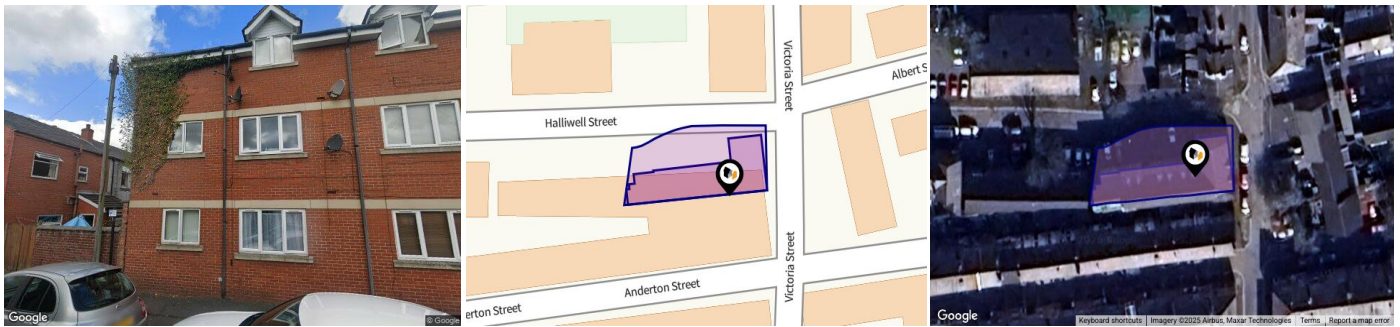 Google
© Google
Victoria Street
Albert S
Halliwell Street
Victoria Street
Anderton Street
erton Street
Google
Keyboard shortcuts
Imagery ©2025 Airbus, Maxar Technologies
Terms
Report a map error